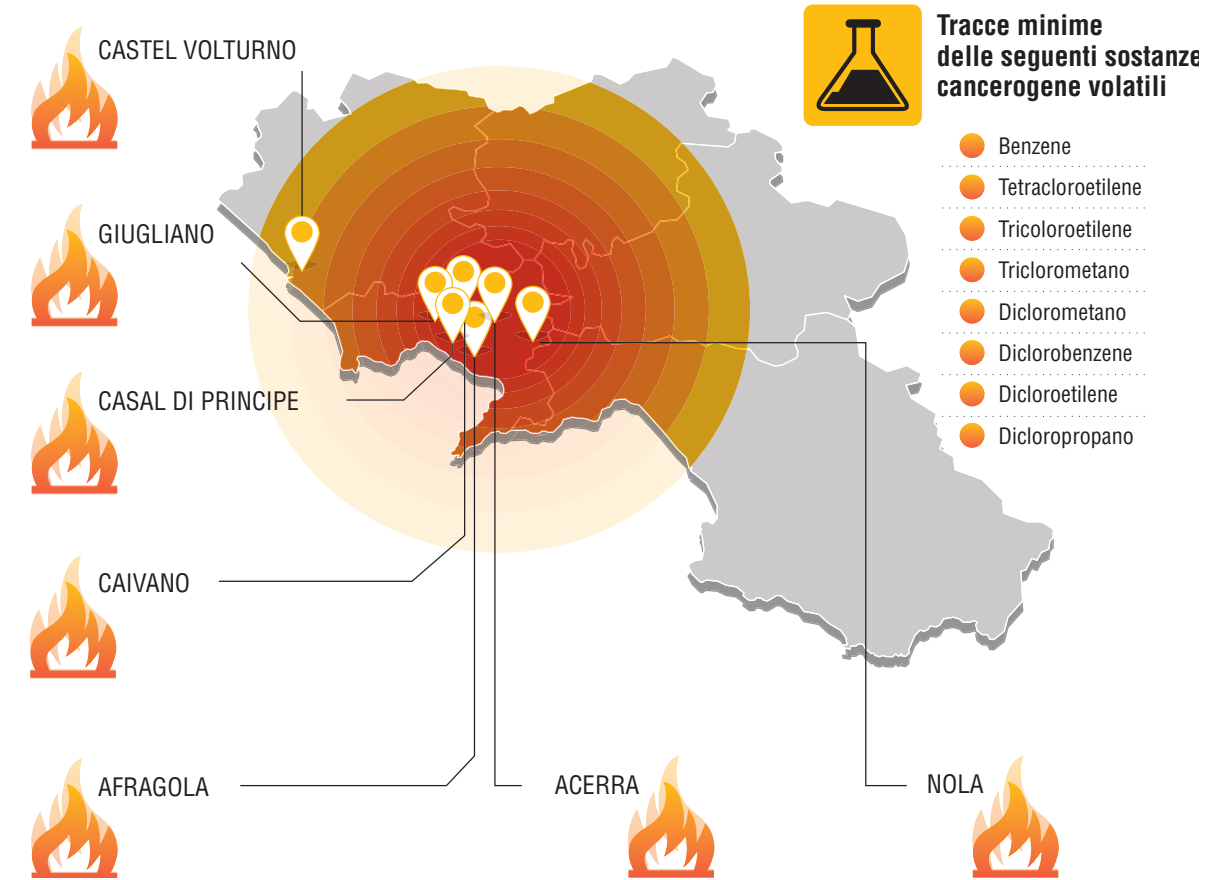 CASTEL VOLTURNO
GIUGLIANO
CASAL DI PRINCIPE
CAIVANO
AFRAGOLA
ACERRA
NOLA
Tracce minime
delle seguenti sostanze
cancerogene volatili
Benzene
Tetracloroetilene
Tricoloroetilene
Triclorometano
Diclorometano
Diclorobenzene
Dicloroetilene
Dicloropropano